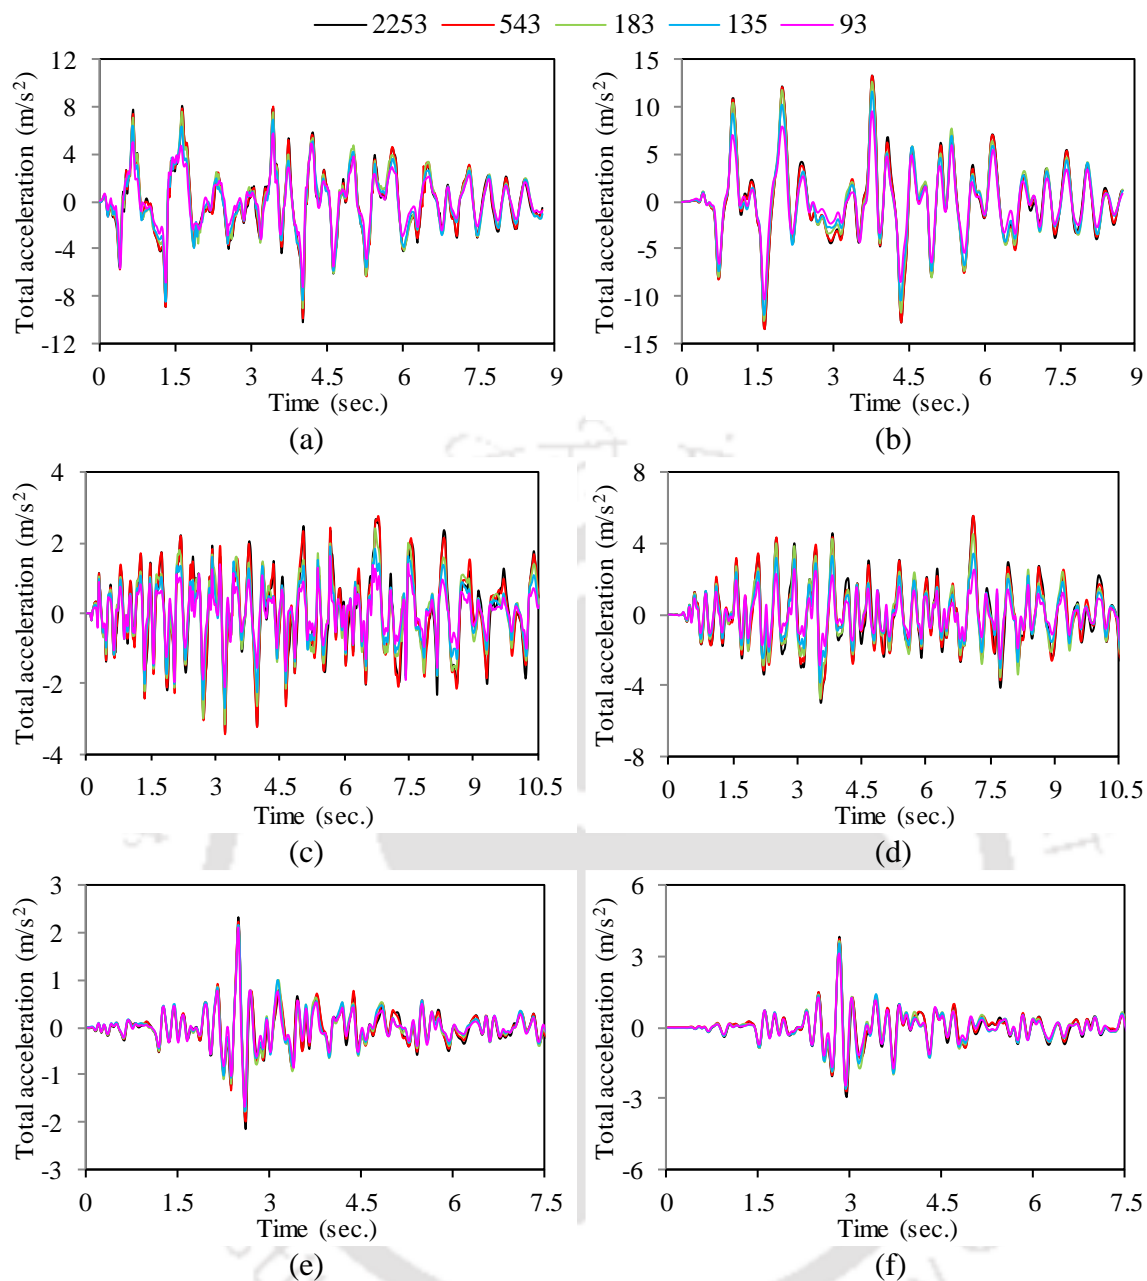 2253 543 183 135 93
12
8
4
0
-4
-8
-12
0 1.5 3 4.5 6 7.5 9
Total acceleration (m/s²)
Time (sec.)
(a)
15
10
5
0
-5
-10
-15
0 1.5 3 4.5 6 7.5 9
Total acceleration (m/s²)
Time (sec.)
(b)
4
2
0
-2
-4
0 1.5 3 4.5 6 7.5 9 10.5
Total acceleration (m/s²)
Time (sec.)
(c)
8
4
0
-4
-8
0 1.5 3 4.5 6 7.5 9 10.5
Total acceleration (m/s²)
Time (sec.)
(d)
3
2
1
0
-1
-2
-3
0 1.5 3 4.5 6 7.5
Total acceleration (m/s²)
Time (sec.)
(e)
6
3
0
-3
-6
0 1.5 3 4.5 6 7.5
Total acceleration (m/s²)
Time (sec.)
(f)